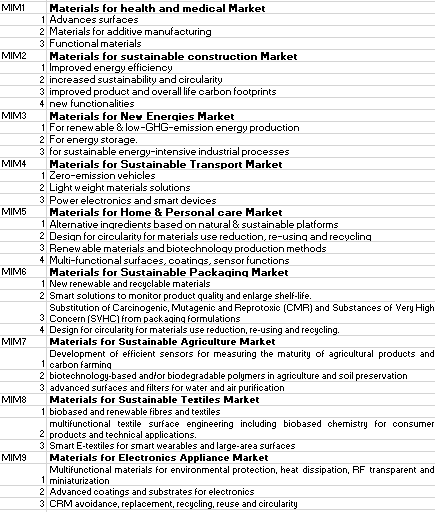 MIM1 Materials for health and medical Market
1 Advances surfaces
2 Materials for additive manufacturing
3 Functional materials
MIM2 Materials for sustainable construction Market
1 Improved energy efficiency
2 increased sustainability and circularity
3 improved product and overall life carbon footprints
4 new functionalities
MIM3 Materials for New Energies Market
1 For renewable & low-GHG-emission energy production
2 For energy storage.
3 for sustainable energy-intensive industrial processes
MIM4 Materials for Sustainable Transport Market
1 Zero-emission vehicles
2 Light weight materials solutions
3 Power electronics and smart devices
MIM5 Materials for Home & Personal care Market
1 Alternative ingredients based on natural & sustainable platforms
2 Design for circularity for materials use reduction, re-using and recycling
3 Renewable materials and biotechnology production methods
4 Multi-functional surfaces, coatings, sensor functions
MIM6 Materials for Sustainable Packaging Market
1 New renewable and recyclable materials
2 Smart solutions to monitor product quality and enlarge shelf-life.
Substitution of Carcinogenic, Mutagenic and Reprotoxic (CMR) and Substances of Very High
3 Concern (SVHC) from packaging formulations
4 Design for circularity for materials use reduction, re-using and recycling.
MIM7 Materials for Sustainable Agriculture Market
Development of efficient sensors for measuring the maturity of agricultural products and
1 carbon farming
2 biotechnology-based and/or biodegradable polymers in agriculture and soil preservation
3 advanced surfaces and filters for water and air purification
MIM8 Materials for Sustainable Textiles Market
1 biobased and renewable fibres and textiles
multifunctional textile surface engineering including biobased chemistry for consumer
2 products and technical applications.
3 Smart E-textiles for smart wearables and large-area surfaces
MIM9 Materials for Electronics Appliance Market
Multifunctional materials for environmental protection, heat dissipation, RF transparent and
1 miniaturization
2 Advanced coatings and substrates for electronics
3 CRM avoidance, replacement, recycling, reuse and circularity